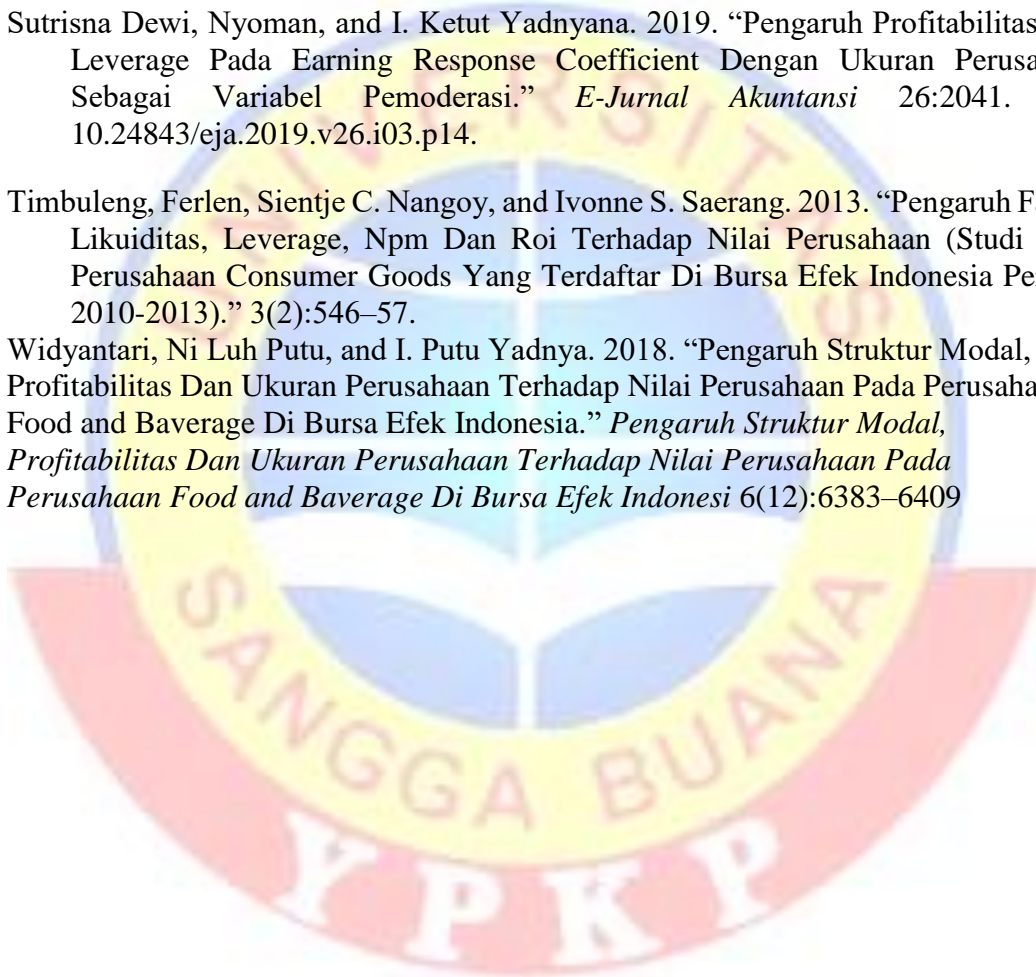 Sutrisna Dewi, Nyoman, and I. Ketut Yadnyana. 2019. “Pengaruh Profitabilitas
Leverage Pada Earning Response Coefficient Dengan Ukuran
Sebagai Variabel Pemoderasi.” E-Jurnal Akuntansi 26:2041.
10.24843/eja.2019.v26.i03.p14.
Timbuleng, Ferlen, Sientje C. Nangoy, and Ivonne S. Saerang. 2013. “Pengaruh
Likuiditas, Leverage, Npm Dan Roi Terhadap Nilai Perusahaan (Studi
Perusahaan Consumer Goods Yang Terdaftar Di Bursa Efek Indonesia
2010-2013).” 3(2):546–57.
Widyantari, Ni Luh Putu, and I. Putu Yadnya. 2018. “Pengaruh Struktur Modal,
Profitabilitas Dan Ukuran Perusahaan Terhadap Nilai Perusahaan Pada
Food and Baverage Di Bursa Efek Indonesia.” Pengaruh Struktur Modal,
Profitabilitas Dan Ukuran Perusahaan Terhadap Nilai Perusahaan Pada
Perusahaan Food and Baverage Di Bursa Efek Indonesi 6(12):6383–6409
UNIVERSITAS
SANGGA BUANA
YPKP